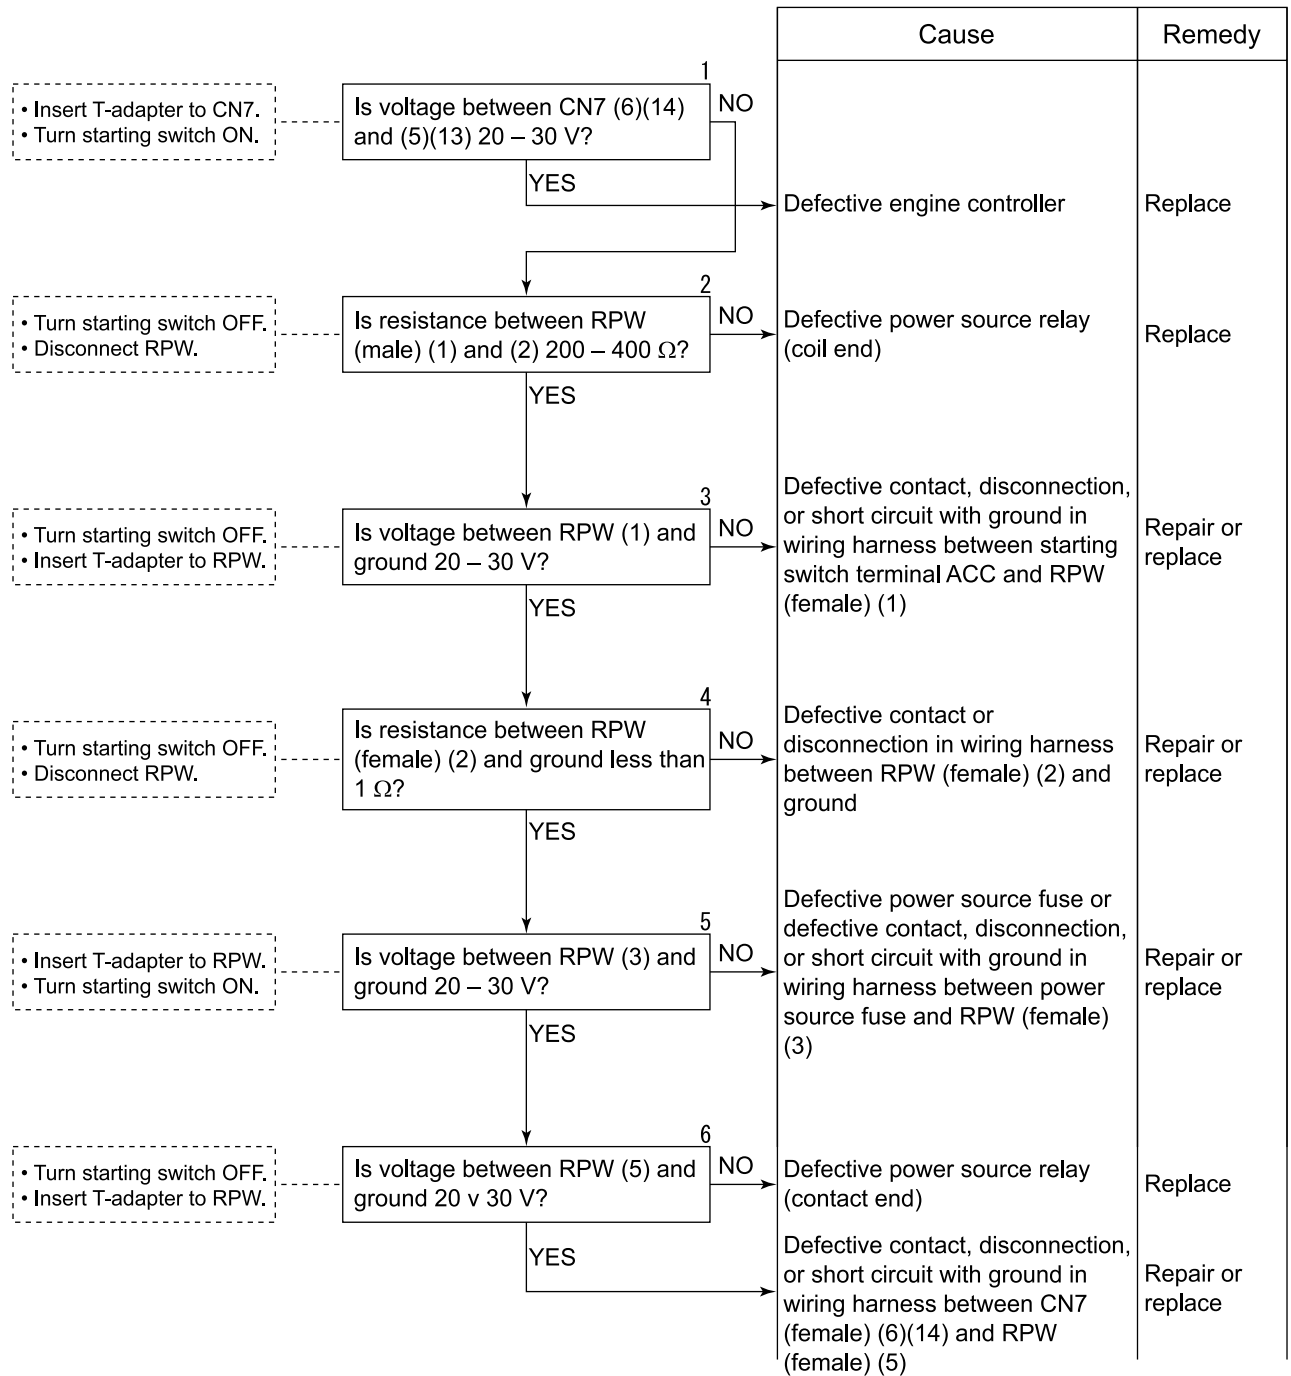 Cause
Remedy
1
• Insert T-adapter to CN7.
• Turn starting switch ON.
Is voltage between CN7 (6)(14)
and (5)(13) 20 – 30 V?
NO
YES
Defective engine controller
Replace
2
• Turn starting switch OFF.
• Disconnect RPW.
Is resistance between RPW
(male) (1) and (2) 200 – 400 Ω?
NO
Defective power source relay
(coil end)
Replace
YES
3
• Turn starting switch OFF.
• Insert T-adapter to RPW.
Is voltage between RPW (1) and
ground 20 – 30 V?
NO
Defective contact, disconnection,
or short circuit with ground in
wiring harness between starting
switch terminal ACC and RPW
(female) (1)
Repair or
replace
YES
4
• Turn starting switch OFF.
• Disconnect RPW.
Is resistance between RPW
(female) (2) and ground less than
1 Ω?
NO
Defective contact or
disconnection in wiring harness
between RPW (female) (2) and
ground
Repair or
replace
YES
5
• Insert T-adapter to RPW.
• Turn starting switch ON.
Is voltage between RPW (3) and
ground 20 – 30 V?
NO
Defective power source fuse or
defective contact, disconnection,
or short circuit with ground in
wiring harness between power
source fuse and RPW (female)
(3)
Repair or
replace
YES
6
• Turn starting switch OFF.
• Insert T-adapter to RPW.
Is voltage between RPW (5) and
ground 20 v 30 V?
NO
Defective power source relay
(contact end)
Replace
YES
Defective contact, disconnection,
or short circuit with ground in
wiring harness between CN7
(female) (6)(14) and RPW
(female) (5)
Repair or
replace